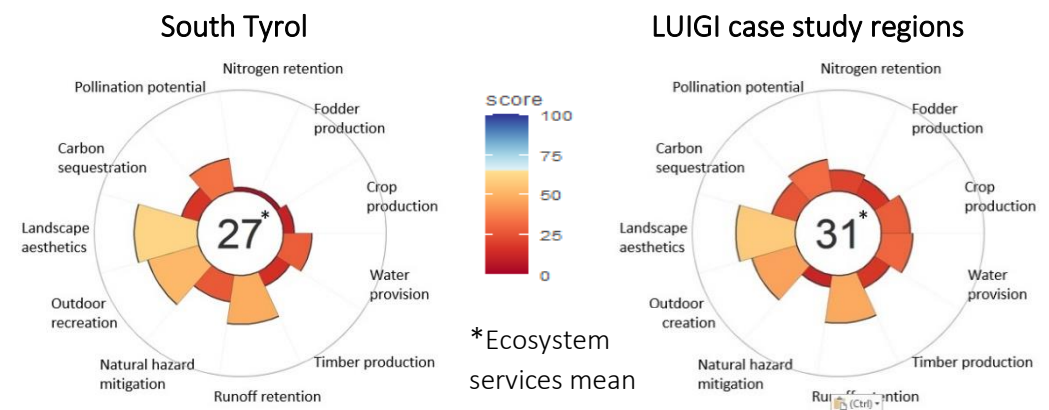 South Tyrol
Nitrogen retention
Pollination potential
Fodder
production
Carbon
sequestration
Crop
production
27*
Landscape
aesthetics
Water
provision
Outdoor
recreation
Natural hazard
mitigation
Timber production
Runoff retention
score
100
75
50
25
0
*Ecosystem
services mean
LUIGI case study regions
Nitrogen retention
Pollination potential
Fodder
production
Carbon
sequestration
Crop
production
31*
Landscape
aesthetics
Water
provision
Outdoor
creation
Natural hazard
mitigation
Timber production
(Ctrl)